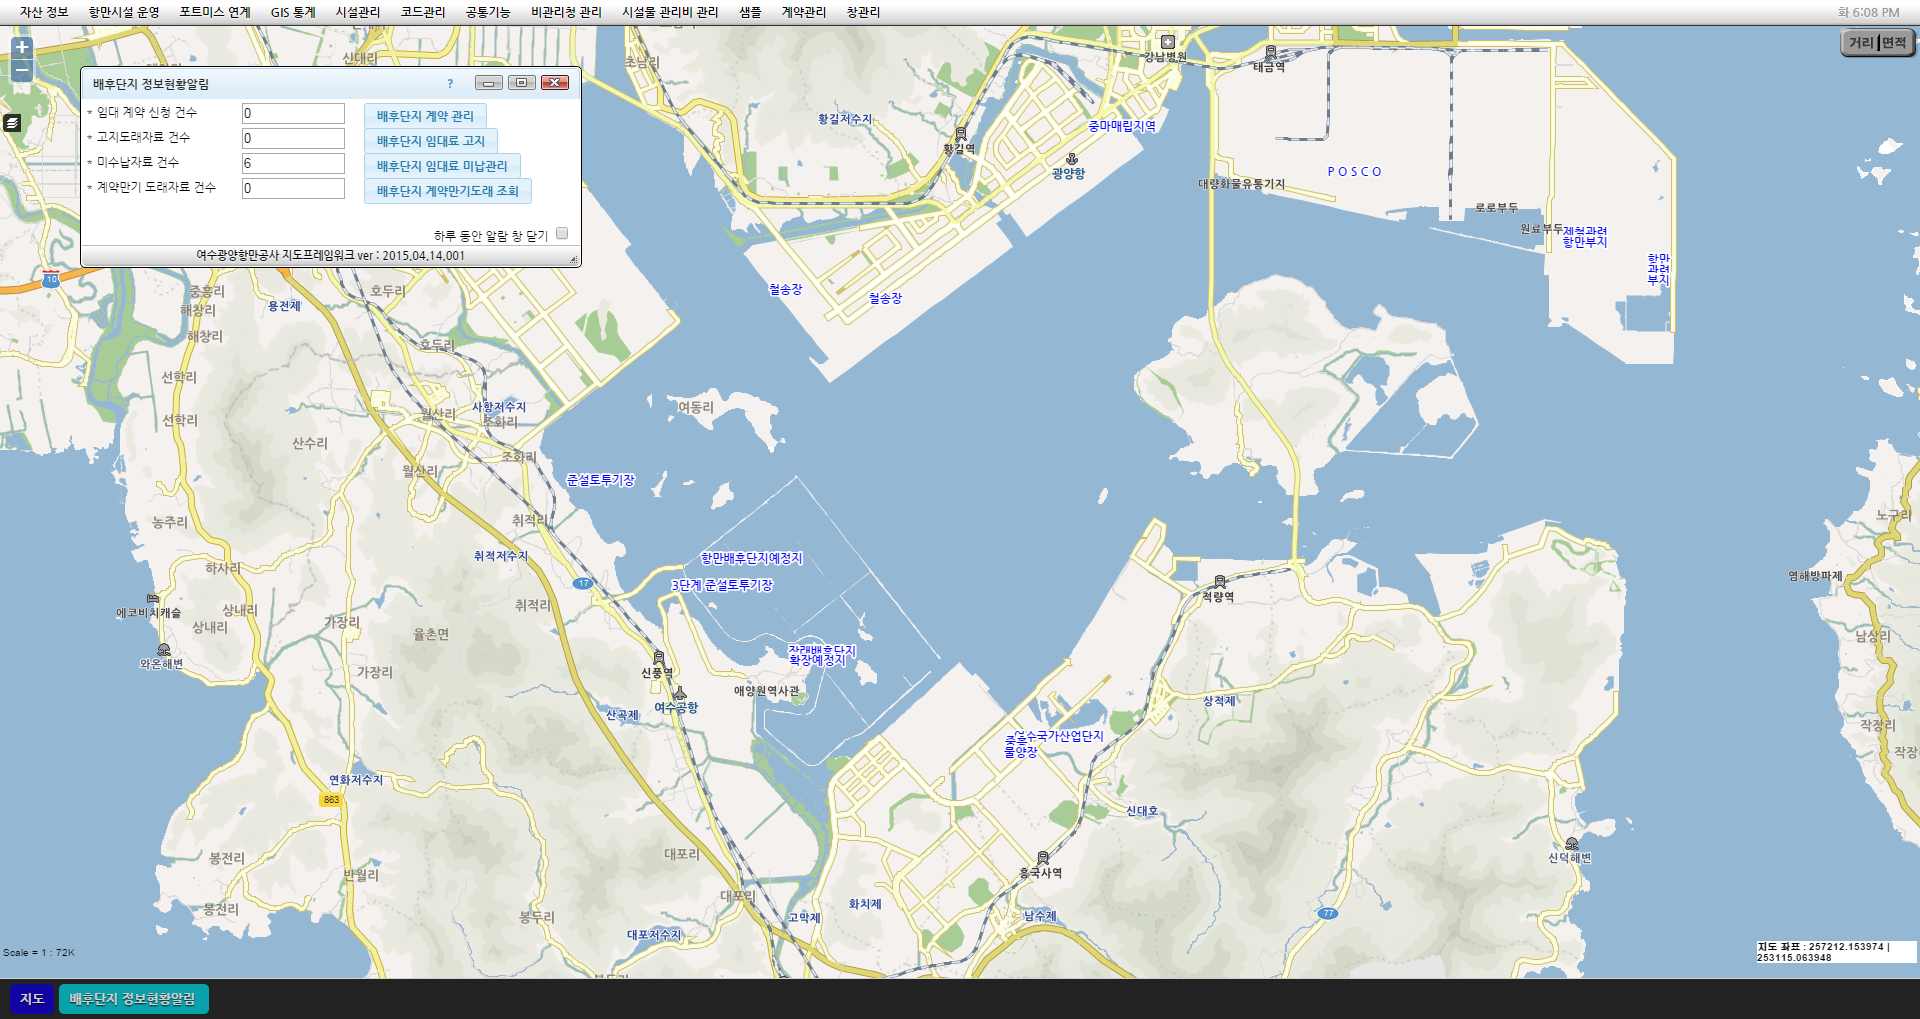 자산 정보 항만시설 운영 포트미스 연계 GIS 통계 시설관리 코드관리 공통기능 비관리청 관리 시설물 관리비 관리 샘플 계약관리 창관리
화 6:08 PM
거리 면적
배후단지 정보현황알림
* 임대 계약 신청 건수 0 배후단지 계약 관리
* 고지도래자료 건수 0 배후단지 임대료 고지
* 미수납자료 건수 6 배후단지 임대료 미납관리
* 계약만기 도래자료 건수 0 배후단지 계약만기도래 조회
하루 동안 알람 창 닫기
여수광양항만공사 지도프레임워크 ver : 2015.04.14.001
신대리
초남리
강남병원
태금역
황길저수지
중마매립지역
황길역
광양항
POSCO
대량화물유통기지
로로부두
원료부두
제철관련
항만부지
항만
관련
부지
철송장
철송장
16
중흥리
호두리
해창리
용전제
해창리
호두리
선학리
월산리
사항저수지
여동리
선학리
조화리
산수리
조화리
월산리
준설토투기장
농주리
취적리
노구리
취적저수지
항만배후단지예정지
하사리
염해방파제
17
3단계 준설토투기장
적량역
에코비치캐슬
상내리
취적리
상내리
가장리
율촌면
남상리
장래배후단지
확장예정지
와온해변
가장리
신풍역
애양원역사관
여수공항
상적제
산곡제
작장리
여수국가산업단지
중흥
물양장
작장
연화저수지
863
신대호
신덕해변
봉전리
대포리
흥국사역
반월리
대포리
봉전리
화치제
봉두리
고막제
남수제
77
대포저수지
Scale = 1 : 72K
지도 좌표 : 257212.153974 |
253115.063948
지도 배후단지 정보현황알림